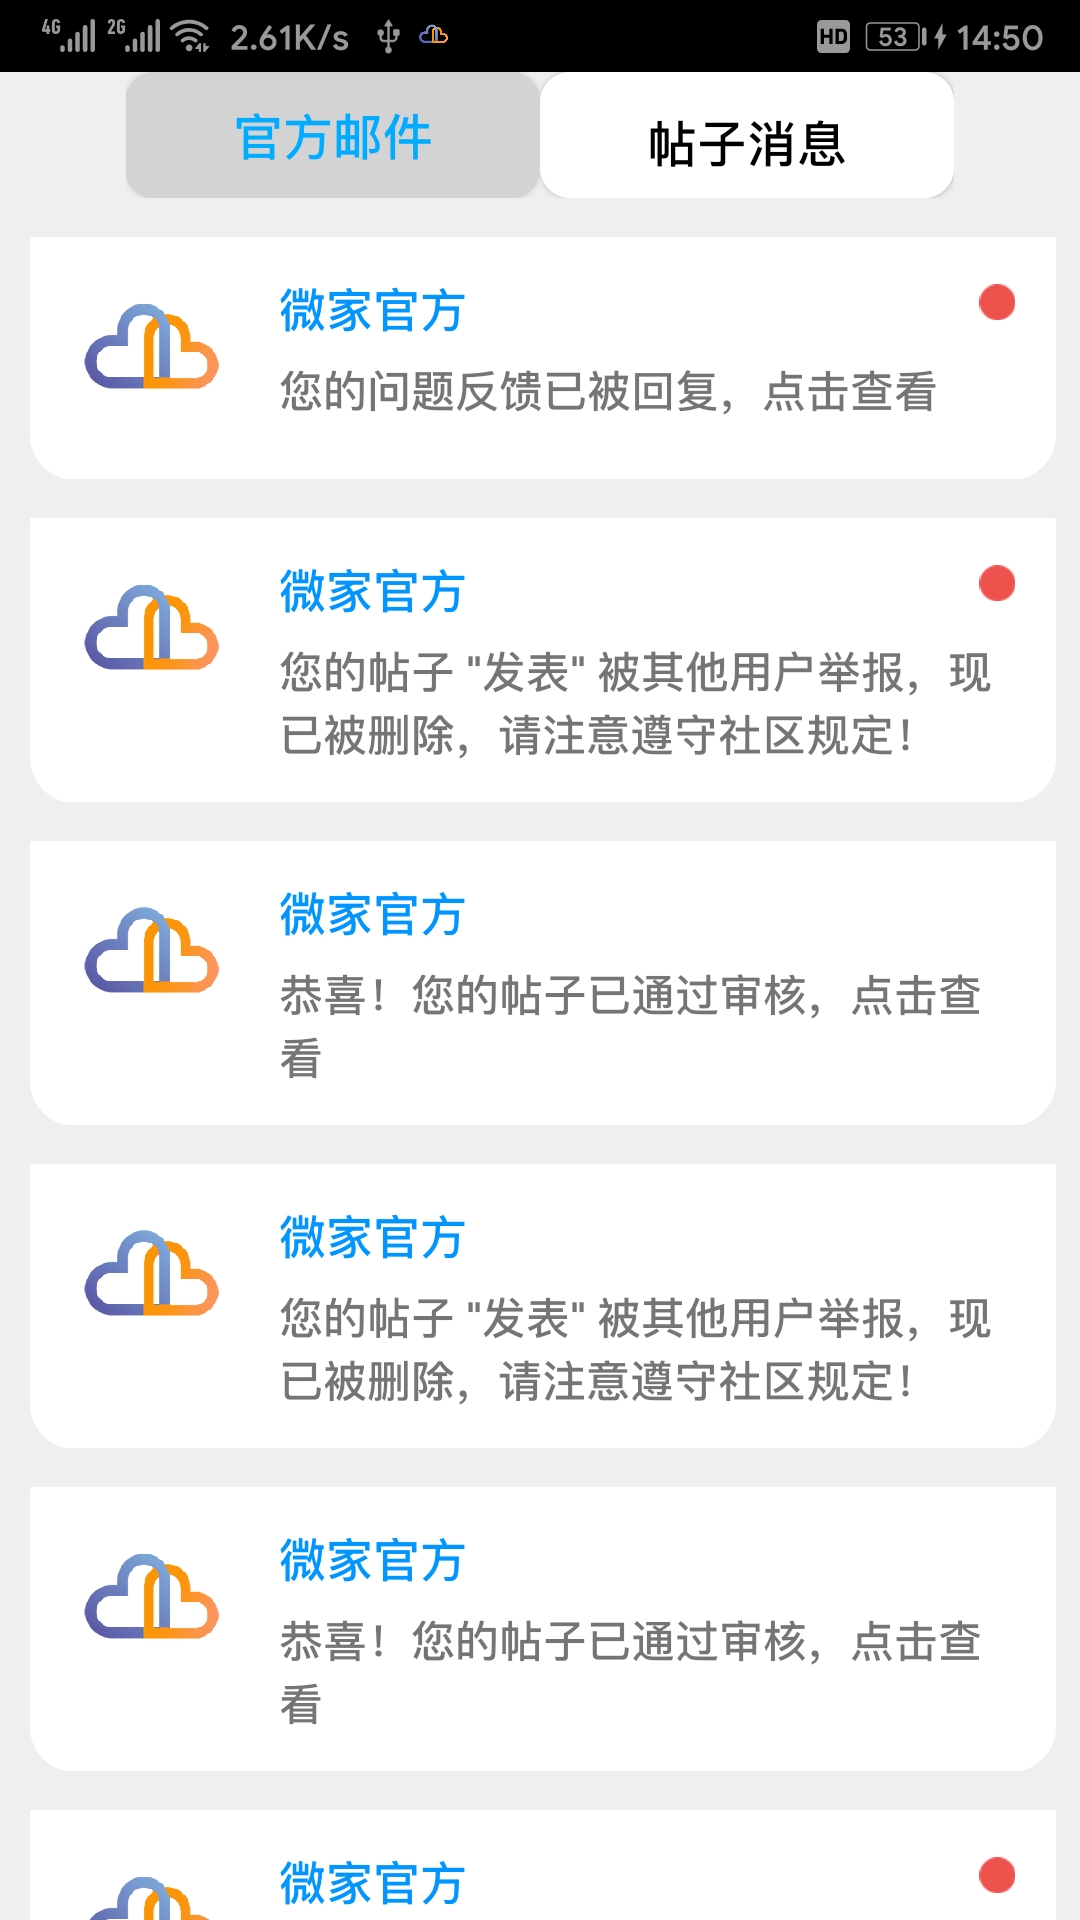 4G 2G 2.61K/s HD 53 14:50
官方邮件 帖子消息
微家官方
您的问题反馈已被回复，点击查看
微家官方
您的帖子 "发表" 被其他用户举报，现
已被删除，请注意遵守社区规定！
微家官方
恭喜！您的帖子已通过审核，点击查
看
微家官方
您的帖子 "发表" 被其他用户举报，现
已被删除，请注意遵守社区规定！
微家官方
恭喜！您的帖子已通过审核，点击查
看
微家官方